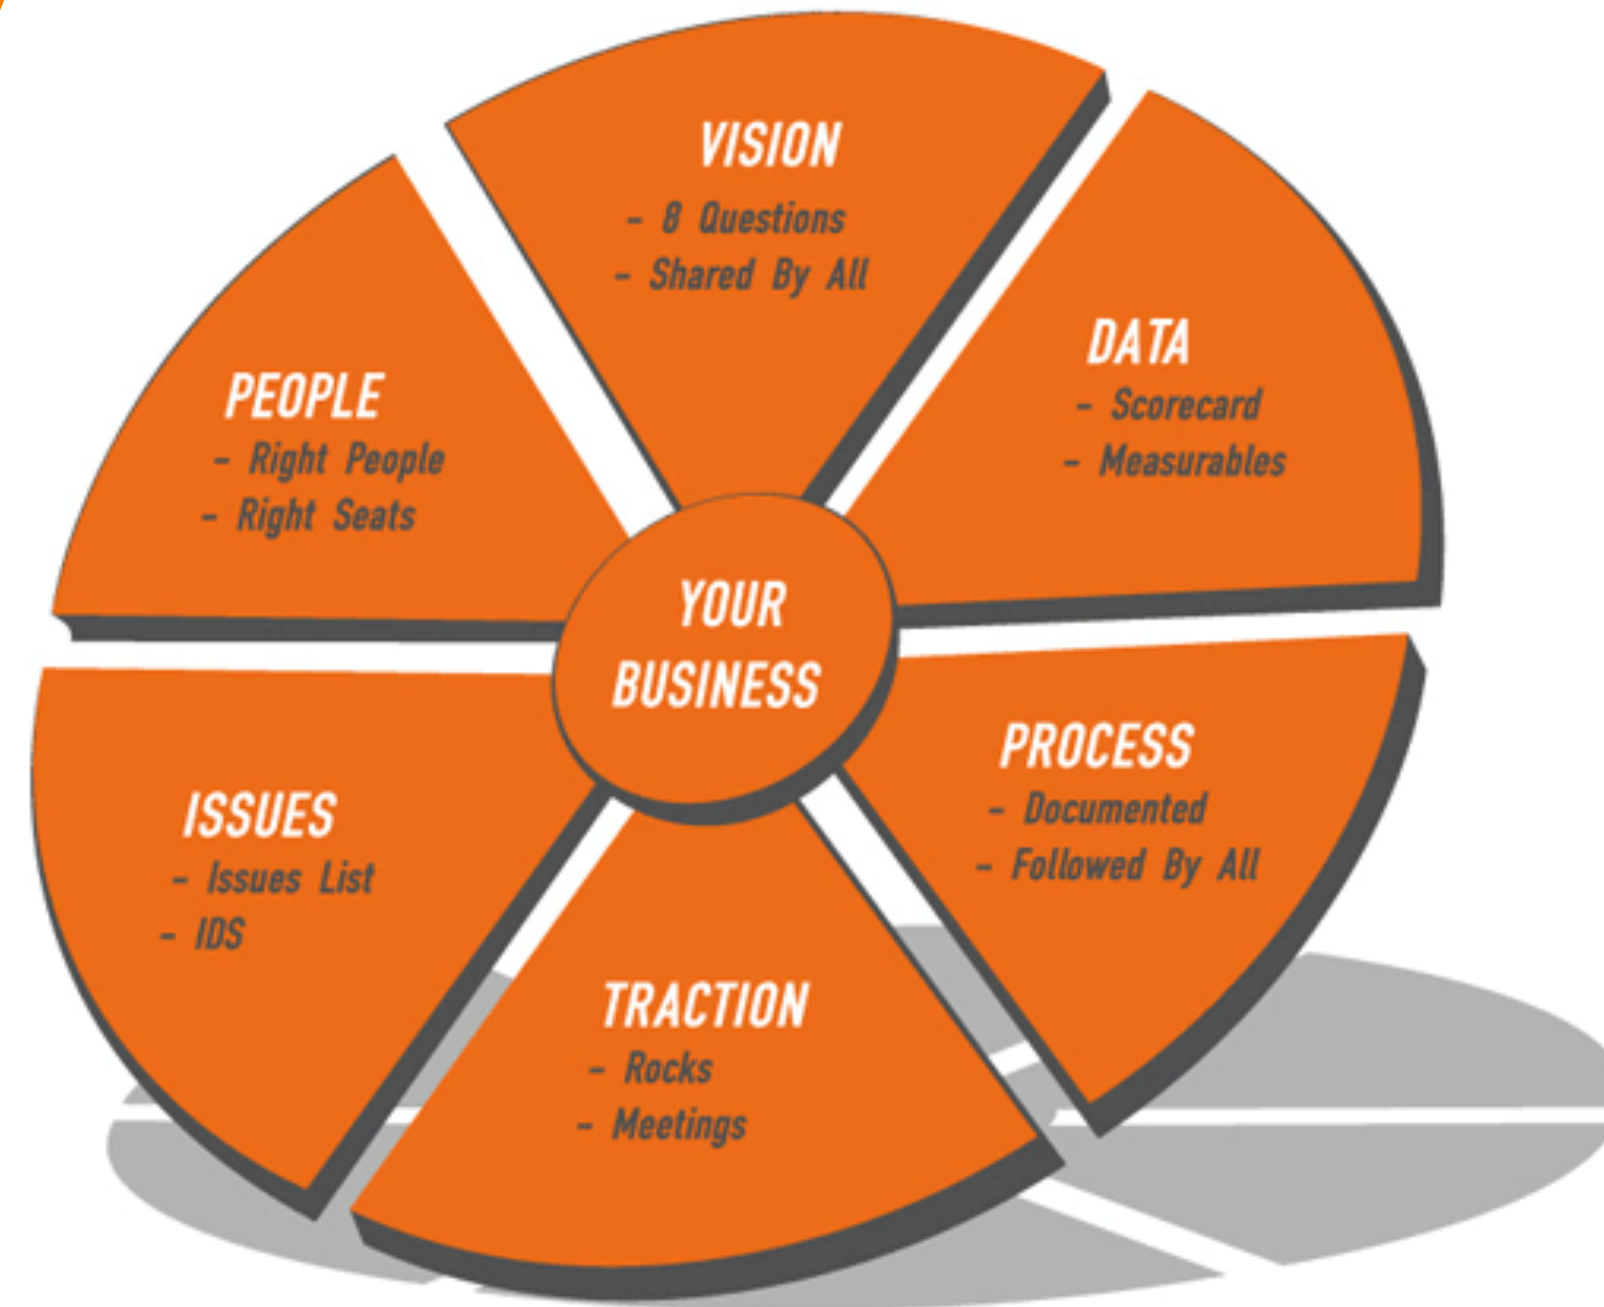 VISION
- 8 Questions
- Shared By All
DATA
- Scorecard
- Measurables
PEOPLE
- Right People
- Right Seats
YOUR
BUSINESS
PROCESS
- Documented
- Followed By All
ISSUES
- Issues List
- IDS
TRACTION
- Rocks
- Meetings